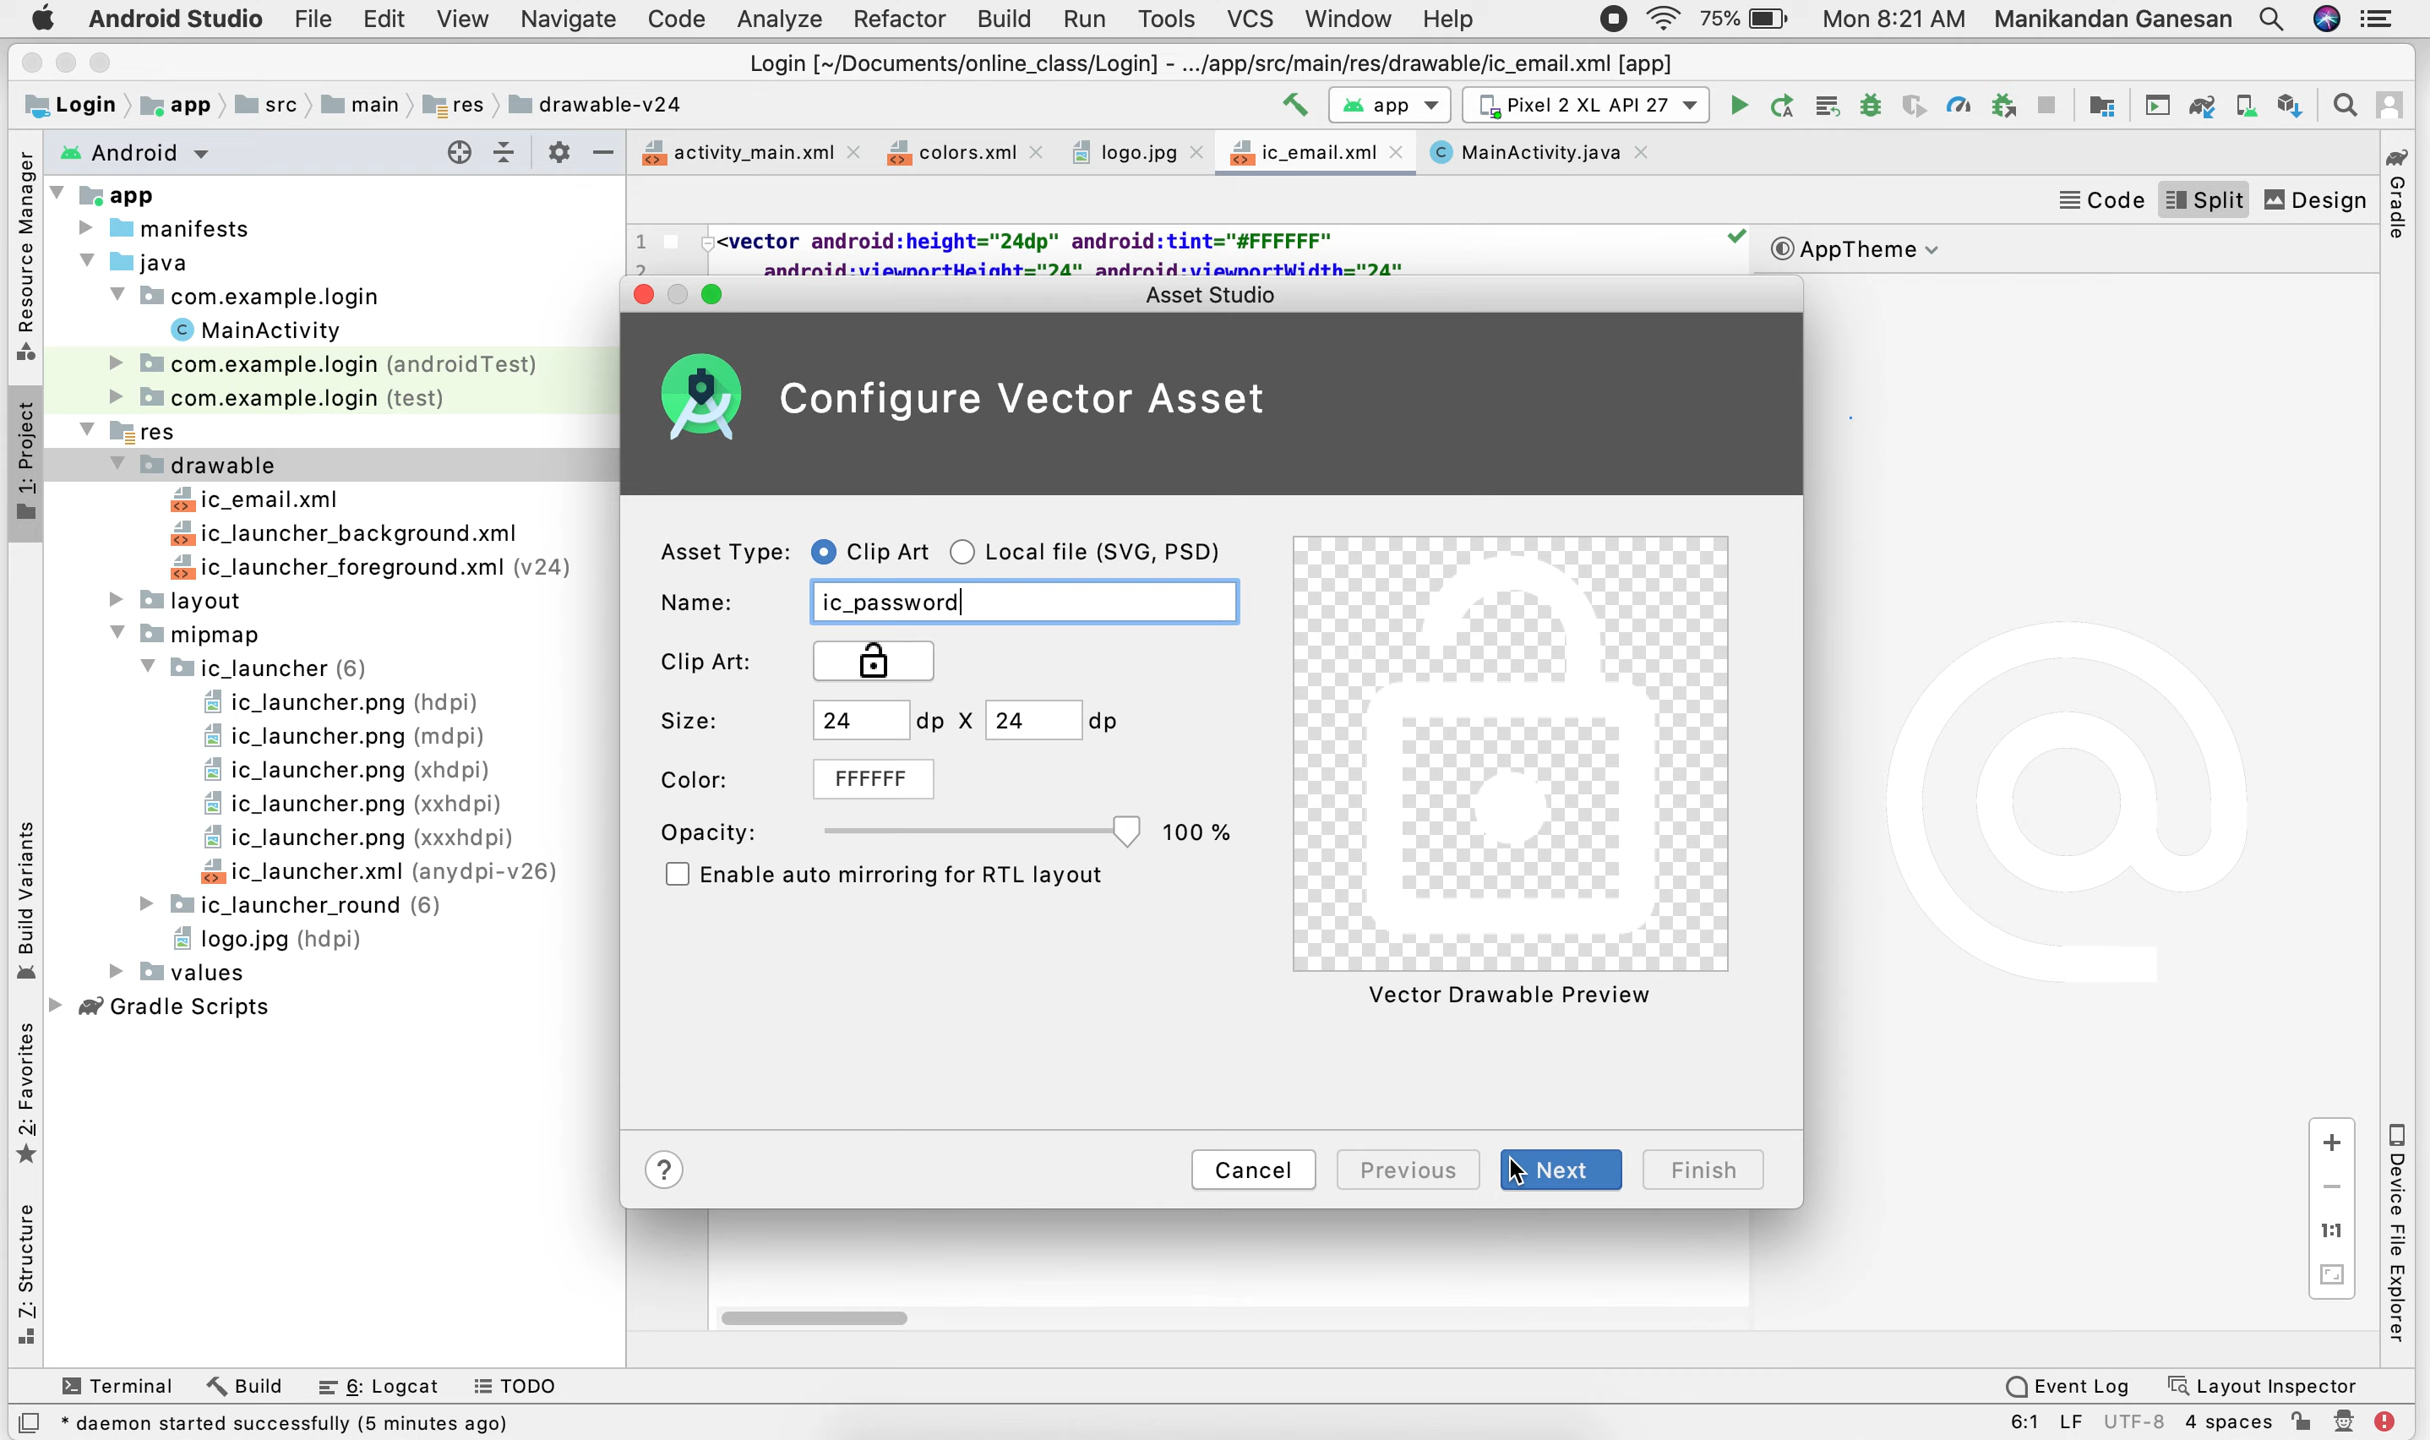 Android Studio File Edit View Navigate Code Analyze Refactor Build Run Tools VCS Window Help 75% Mon 8:21 AM Manikandan Ganesan
Login [~/Documents/online_class/Login] - .../app/src/main/res/drawable/ic_email.xml [app]
Login app src main res drawable-v24 app Pixel 2 XL API 27
Android activity_main.xml colors.xml logo.jpg ic_email.xml MainActivity.java
Code Split Design
AppTheme
1 <vector android:height="24dp" android:tint="#FFFFFF"
2 android:viewportHeight="24" android:viewportWidth="24"
Resource Manager
1: Project
Build Variants
2: Favorites
Z: Structure
app
manifests
java
com.example.login
MainActivity
com.example.login (androidTest)
com.example.login (test)
res
drawable
ic_email.xml
ic_launcher_background.xml
ic_launcher_foreground.xml (v24)
layout
mipmap
ic_launcher (6)
ic_launcher.png (hdpi)
ic_launcher.png (mdpi)
ic_launcher.png (xhdpi)
ic_launcher.png (xxhdpi)
ic_launcher.png (xxxhdpi)
ic_launcher.xml (anydpi-v26)
ic_launcher_round (6)
logo.jpg (hdpi)
values
Gradle Scripts
Asset Studio
Configure Vector Asset
Asset Type: Clip Art Local file (SVG, PSD)
Name: ic_password
Clip Art:
Size: 24 dp X 24 dp
Color: FFFFFF
Opacity: 100 %
Enable auto mirroring for RTL layout
Vector Drawable Preview
? Cancel Previous Next Finish
Gradle
1:1
Device File Explorer
Terminal Build 6: Logcat TODO Event Log Layout Inspector
* daemon started successfully (5 minutes ago) 6:1 LF UTF-8 4 spaces